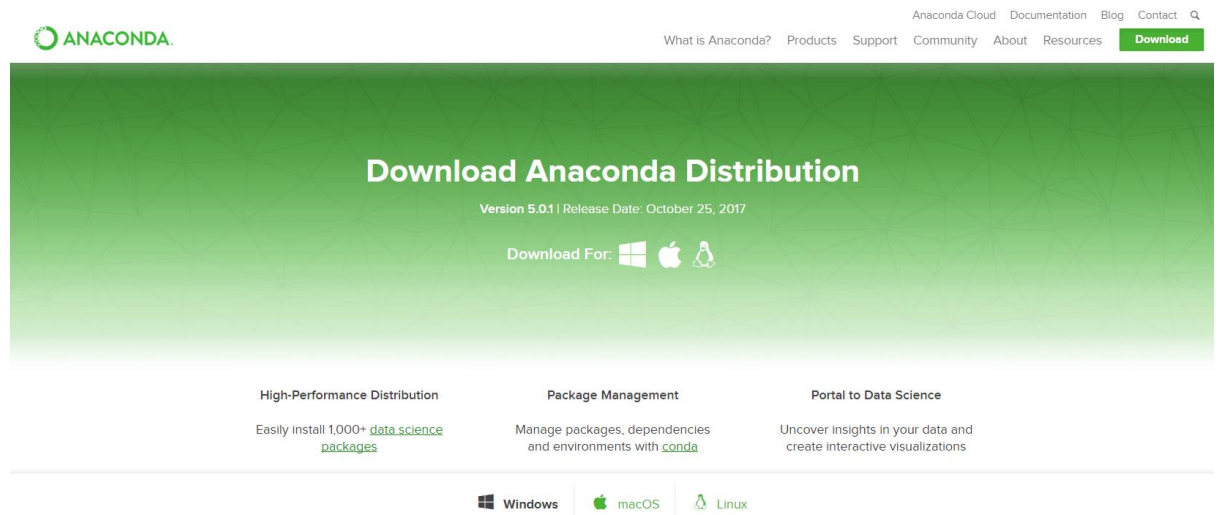 Anaconda Cloud Documentation Blog Contact
ANACONDA.
What is Anaconda? Products Support Community About Resources Download
Download Anaconda Distribution
Version 5.0.1 | Release Date: October 25, 2017
Download For:
High-Performance Distribution
Easily install 1,000+ data science
packages
Package Management
Manage packages, dependencies
and environments with conda
Portal to Data Science
Uncover insights in your data and
create interactive visualizations
Windows macOS Linux